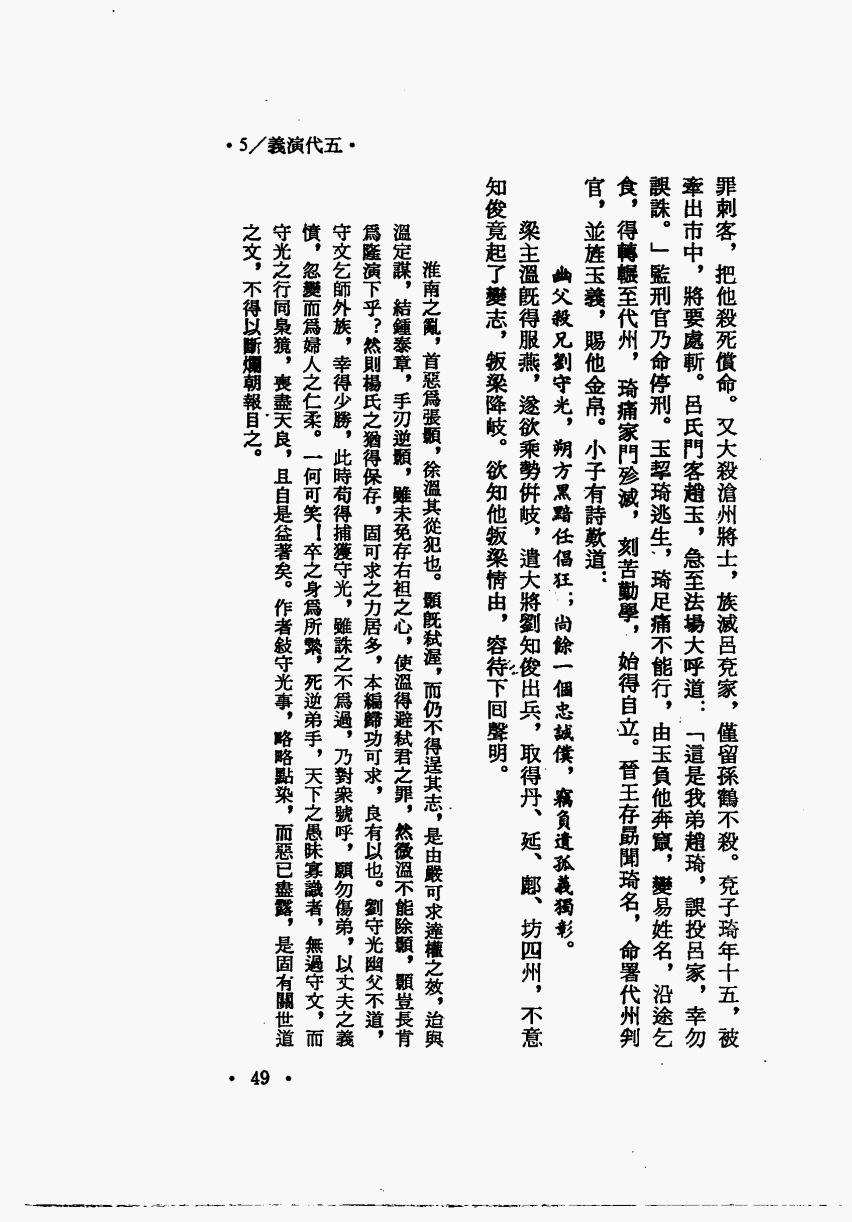 ·5／義演代五·
罪刺客，把他殺死償命。又大殺滄州將士，族滅呂兗家，僅留孫鶴不殺。兗子琦年十五，被
牽出市中，將要處斬。呂氏門客趙玉，急至法場大呼道：「這是我弟趙琦，誤投呂家，幸勿
誤誅。」監刑官乃命停刑。玉挈琦逃生，琦足痛不能行，由玉負他奔竄，變易姓名，沿途乞
食，得轉輾至代州，琦痛家門殄滅，刻苦勤學，始得自立。晉王存勗聞琦名，命署代州判
官，並旌玉義，賜他金帛。小子有詩歎道：
幽父殺兄劉守光，朔方黑黯任倡狂；尚餘一個忠誠僕，竊負遺孤義獨彰。
梁主溫旣得服燕，遂欲乘勢併岐，遣大將劉知俊出兵，取得丹、延、鄜、坊四州，不意
知俊竟起了變志，叛梁降岐。欲知他叛梁情由，容待下囘聲明。
淮南之亂，首惡爲張顥，徐溫其從犯也。顥旣弑渥，而仍不得逞其志，是由嚴可求達權之效，迨與
溫定謀，結鍾泰章，手刃逆顥，雖未免存右袒之心，使溫得避弑君之罪，然微溫不能除顥，顥豈長肯
爲隆演下乎？然則楊氏之猶得保存，固可求之力居多，本編歸功可求，良有以也。劉守光幽父不道，
守文乞師外族，幸得少勝，此時苟得捕獲守光，雖誅之不爲過，乃對衆號呼，願勿傷弟，以丈夫之義
憤，忽變而爲婦人之仁柔。一何可笑！卒之身爲所縶，死逆弟手，天下之愚昧寡識者，無過守文，而
守光之行同梟獍，喪盡天良，且自是益著矣。作者敍守光事，略略點染，而惡已盡露，是固有關世道
之文，不得以斷爛朝報目之。
· 49 ·